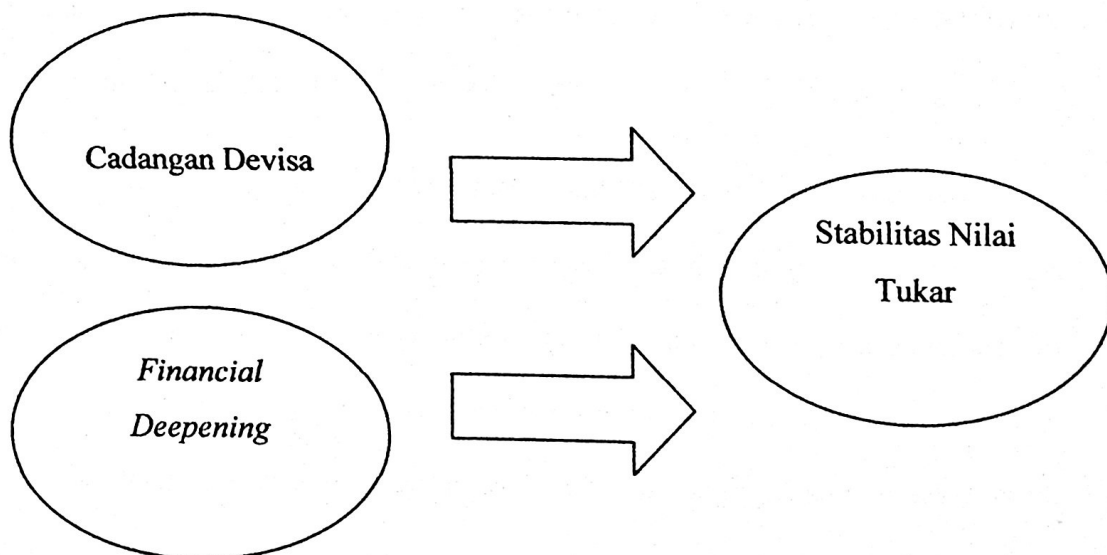 Cadangan Devisa
Financial
Deepening
Stabilitas Nilai
Tukar